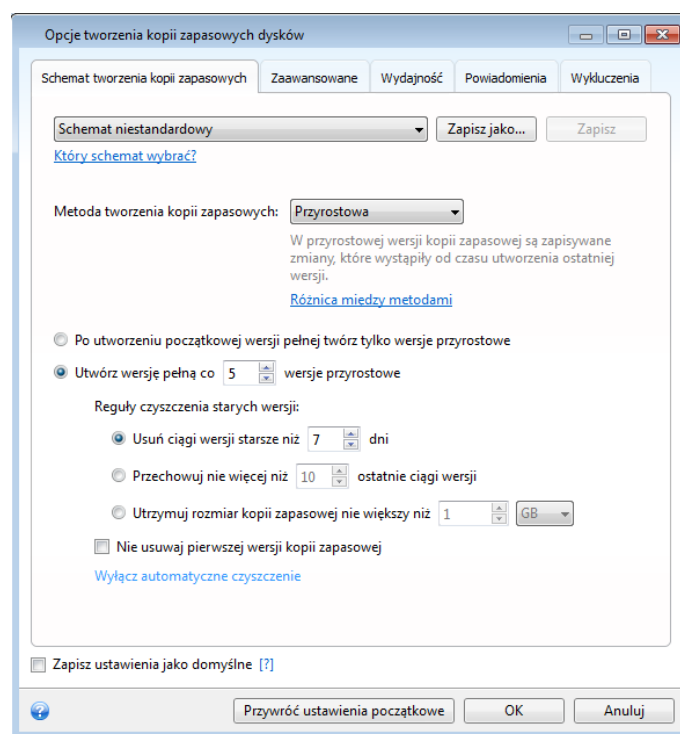 Opcje tworzenia kopii zapasowych dysków
Schemat tworzenia kopii zapasowych Zaawansowane Wydajność Powiadomienia Wykluczenia
Schemat niestandardowy Zapisz jako... Zapisz
Który schemat wybrać?
Metoda tworzenia kopii zapasowych: Przyrostowa
W przyrostowej wersji kopii zapasowej są zapisywane
zmiany, które wystąpiły od czasu utworzenia ostatniej
wersji.
Różnica miedzy metodami
Po utworzeniu początkowej wersji pełnej twórz tylko wersje przyrostowe
Utwórz wersję pełną co 5 wersje przyrostowe
Reguły czyszczenia starych wersji:
Usuń ciągi wersji starsze niż 7 dni
Przechowuj nie więcej niż 10 ostatnie ciągi wersji
Utrzymuj rozmiar kopii zapasowej nie większy niż 1 GB
Nie usuwaj pierwszej wersji kopii zapasowej
Wyłącz automatyczne czyszczenie
Zapisz ustawienia jako domyślne [?]
Przywróć ustawienia początkowe OK Anuluj